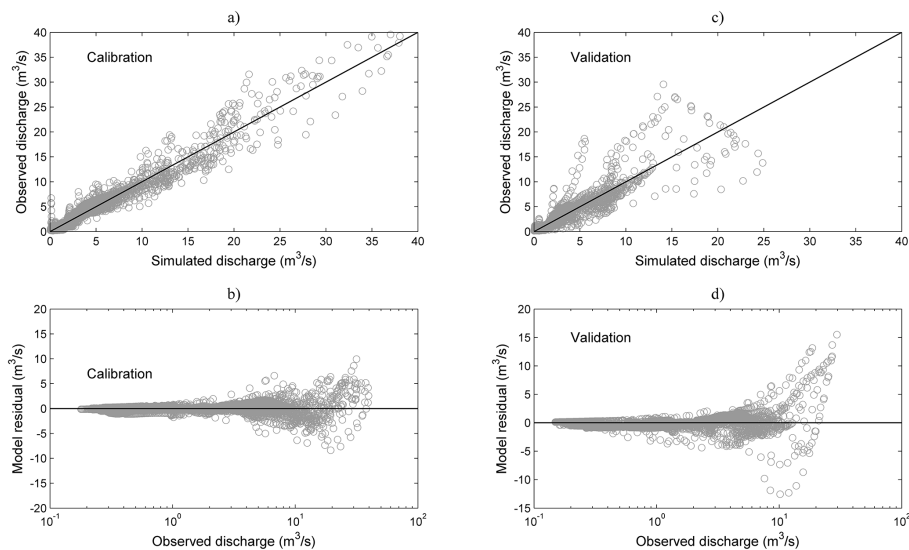 a)
Calibration
40
35
30
25
20
15
10
5
0
Observed discharge (m³/s)
0 5 10 15 20 25 30 35 40
Simulated discharge (m³/s)
c)
Validation
40
35
30
25
20
15
10
5
0
Observed discharge (m³/s)
0 5 10 15 20 25 30 35 40
Simulated discharge (m³/s)
b)
Calibration
20
15
10
5
0
-5
-10
-15
-20
Model residual (m³/s)
10⁻¹ 10⁰ 10¹ 10²
Observed discharge (m³/s)
d)
Validation
20
15
10
5
0
-5
-10
-15
Model residual (m³/s)
10⁻¹ 10⁰ 10¹ 10²
Observed discharge (m³/s)